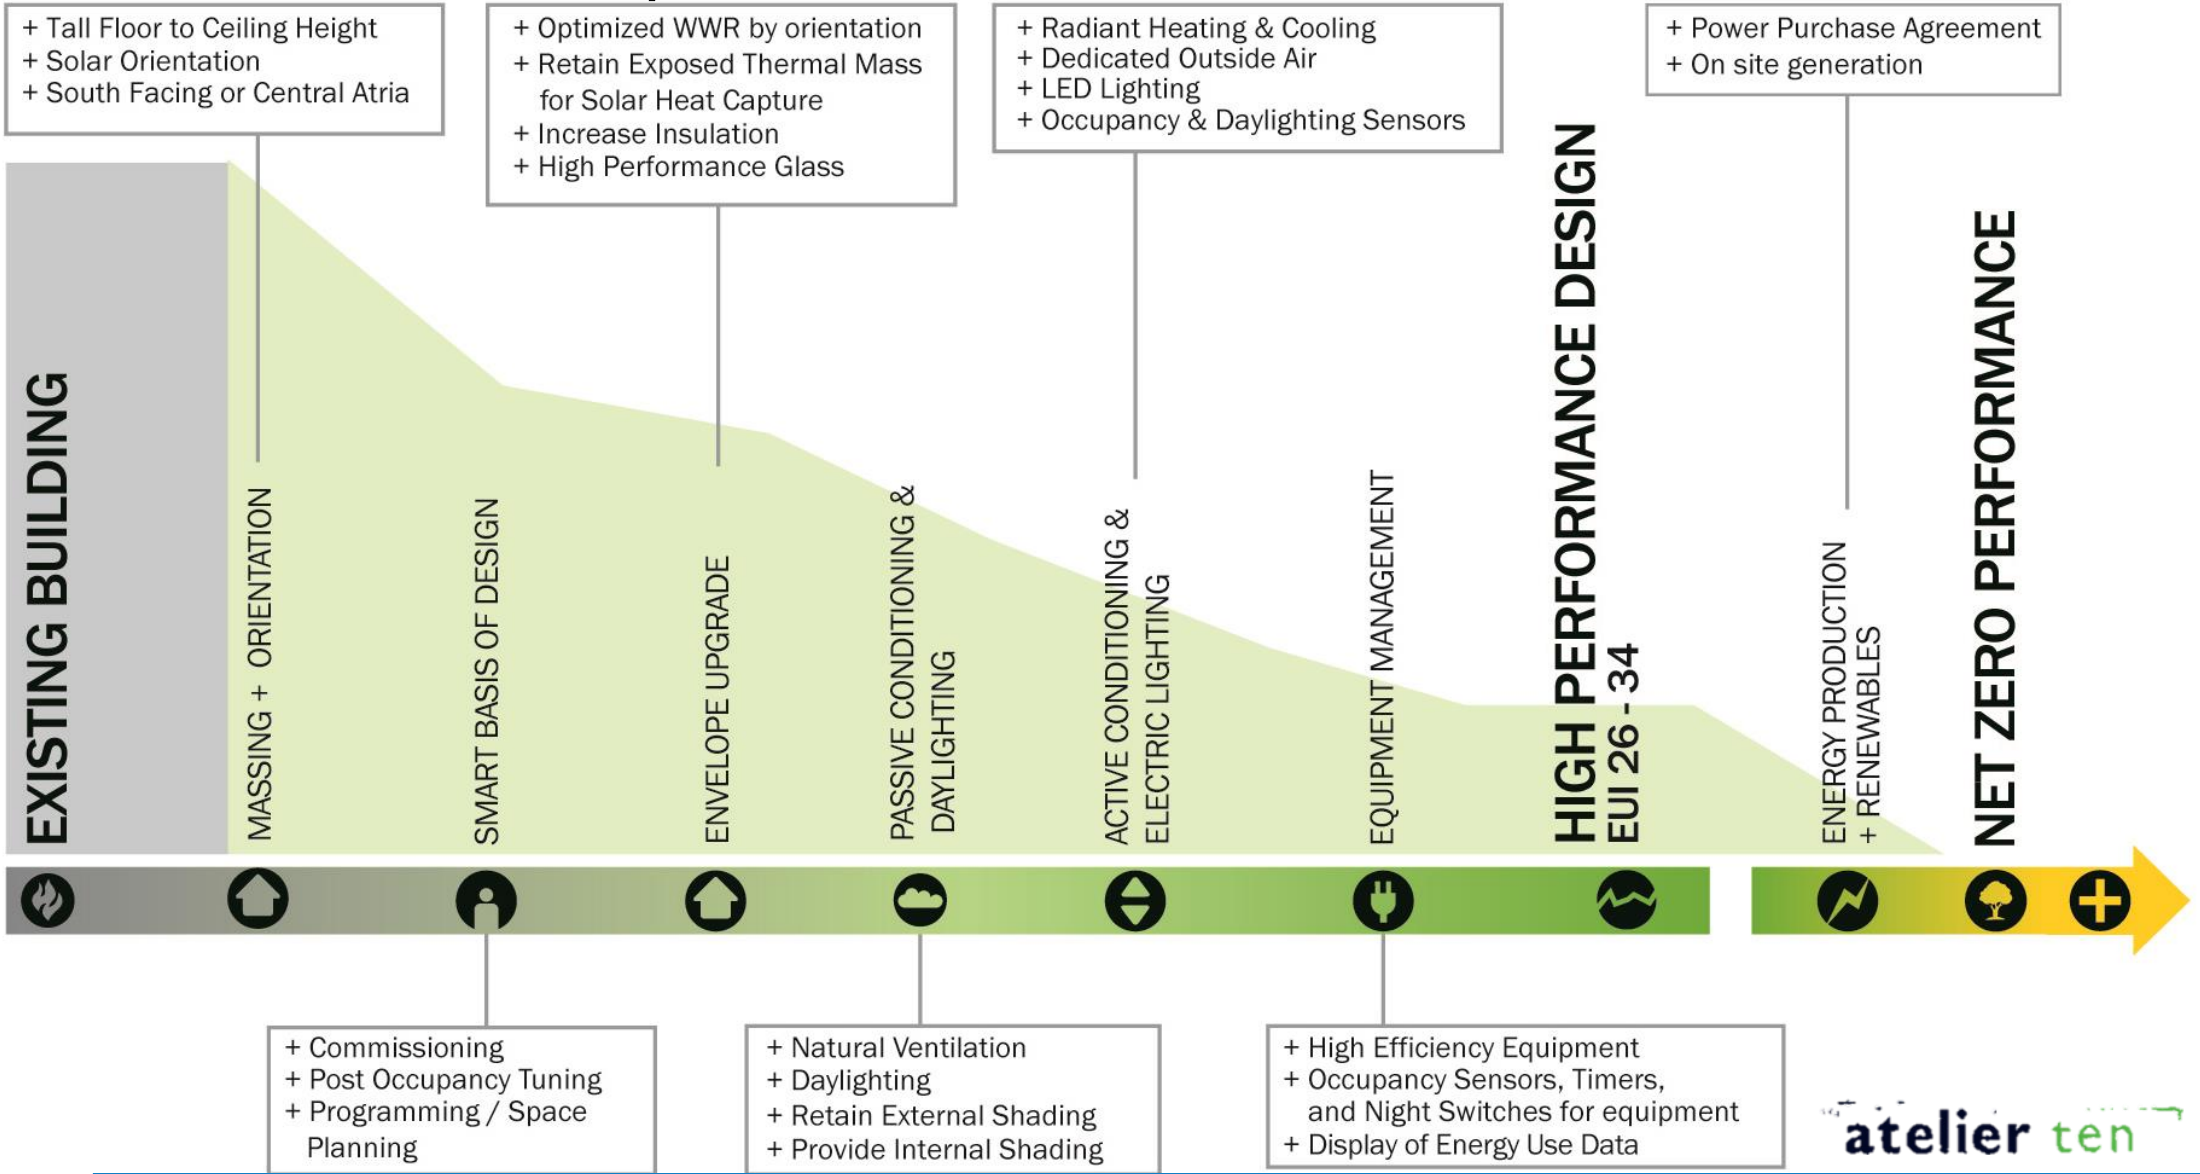 + Tall Floor to Ceiling Height
+ Solar Orientation
+ South Facing or Central Atria
+ Optimized WWR by orientation
+ Retain Exposed Thermal Mass
for Solar Heat Capture
+ Increase Insulation
+ High Performance Glass
+ Radiant Heating & Cooling
+ Dedicated Outside Air
+ LED Lighting
+ Occupancy & Daylighting Sensors
+ Power Purchase Agreement
+ On site generation
EXISTING BUILDING
MASSING + ORIENTATION
SMART BASIS OF DESIGN
ENVELOPE UPGRADE
PASSIVE CONDITIONING &
DAYLIGHTING
ACTIVE CONDITIONING &
ELECTRIC LIGHTING
EQUIPMENT MANAGEMENT
HIGH PERFORMANCE DESIGN
EUI 26 - 34
ENERGY PRODUCTION
+ RENEWABLES
NET ZERO PERFORMANCE
+ Commissioning
+ Post Occupancy Tuning
+ Programming / Space
Planning
+ Natural Ventilation
+ Daylighting
+ Retain External Shading
+ Provide Internal Shading
+ High Efficiency Equipment
+ Occupancy Sensors, Timers,
and Night Switches for equipment
+ Display of Energy Use Data
atelier ten